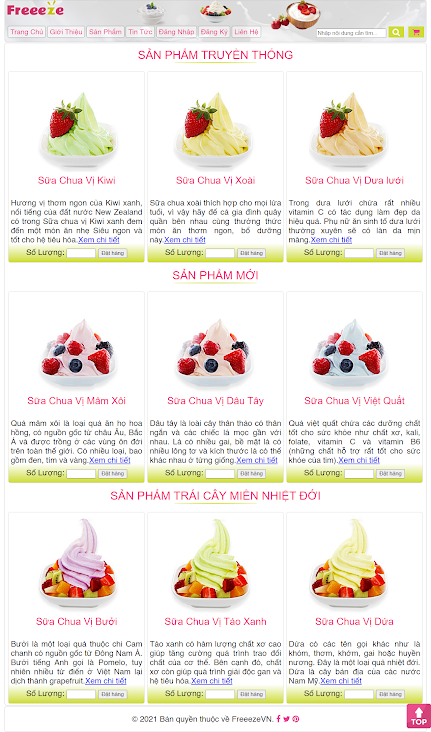 Freeeze
Trang Chủ Giới Thiệu Sản Phẩm Tin Tức Đăng Nhập Đăng Ký Liên Hệ Nhập nội dung cần tìm...
SẢN PHẨM TRUYỀN THỐNG
Sữa Chua Vị Kiwi
Hương vị thơm ngon của Kiwi xanh,
nổi tiếng của đất nước New Zealand
có trong Sữa chua vị Kiwi xanh đem
đến một món ăn nhẹ Siêu ngon và
tốt cho hệ tiêu hóa.Xem chi tiết
Số Lượng: Đặt hàng
Sữa Chua Vị Xoài
Sữa chua xoài thích hợp cho mọi lứa
tuổi, vì vậy hãy để cả gia đình quây
quần bên nhau cùng thưởng thức
món ăn thơm ngon, bổ dưỡng
này.Xem chi tiết
Số Lượng: Đặt hàng
Sữa Chua Vị Dưa lưới
Trong dưa lưới chứa rất nhiều
vitamin C có tác dụng làm đẹp da
hiệu quả. Phụ nữ ăn sinh tố dưa lưới
thường xuyên sẽ có làn da mịn
màng.Xem chi tiết
Số Lượng: Đặt hàng
SẢN PHẨM MỚI
Sữa Chua Vị Mâm Xôi
Quả mâm xôi là loại quả ăn họ hoa
hồng, có nguồn gốc từ châu Âu, Bắc
Á và được trồng ở các vùng ôn đới
trên toàn thế giới. Có nhiều loại, bao
gồm đen, tím và vàng.Xem chi tiết
Số Lượng: Đặt hàng
Sữa Chua Vị Dâu Tây
Dâu tây là loài cây thân thảo có thân
ngắn và các chiếc lá mọc gần với
nhau. Lá có nhiều gai, bề mặt lá có
nhiều lông tơ và kích thước lá có thể
khác nhau ở từng giống.Xem chi tiết
Số Lượng: Đặt hàng
Sữa Chua Vị Việt Quất
Quả việt quất chứa các dưỡng chất
tốt cho sức khỏe như chất xơ, kali,
folate, vitamin C và vitamin B6
(những chất hỗ trợ rất tốt cho sức
khỏe của tim).Xem chi tiết
Số Lượng: Đặt hàng
SẢN PHẨM TRÁI CÂY MIỀN NHIỆT ĐỚI
Sữa Chua Vị Bưởi
Bưởi là một loại quả thuộc chi Cam
chanh có nguồn gốc từ Đông Nam Á.
Bưởi tiếng Anh gọi là Pomelo, tuy
nhiên nhiều từ điển ở Việt Nam lại
dịch thành grapefruit.Xem chi tiết
Số Lượng: Đặt hàng
Sữa Chua Vị Táo Xanh
Táo xanh có hàm lượng chất xơ cao
giúp tăng cường quá trình trao đổi
chất của cơ thể. Bên cạnh đó, chất
xơ còn giúp quá trình giải độc gan và
hệ tiêu hóa.Xem chi tiết
Số Lượng: Đặt hàng
Sữa Chua Vị Dứa
Dứa có các tên gọi khác như là
khóm, thơm, khớm, gai hoặc huyền
nương. Đây là một loại quả nhiệt đới.
Dứa là cây bản địa của các nước
Nam Mỹ.Xem chi tiết
Số Lượng: Đặt hàng
TOP
© 2021 Bản quyền thuộc về FreeezeVN.